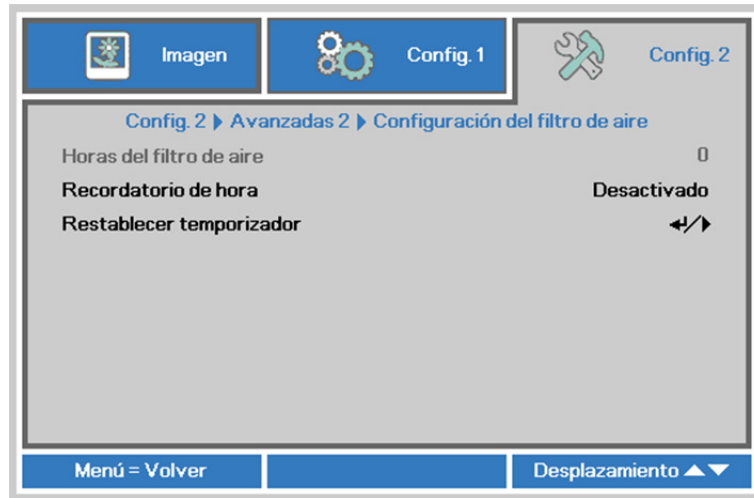 Imagen
Config. 1
Config. 2
Config. 2 ▶ Avanzadas 2 ▶ Configuración del filtro de aire
Horas del filtro de aire 0
Recordatorio de hora Desactivado
Restablecer temporizador ↵/▶
Menú = Volver
Desplazamiento ▲▼